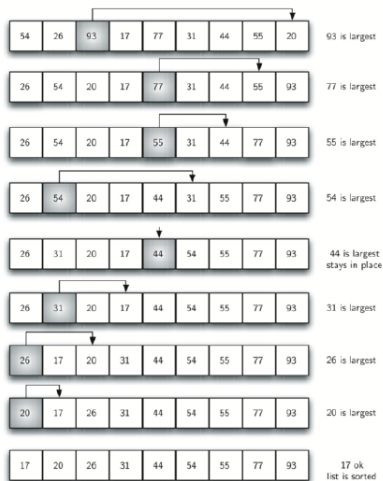 54 26 93 17 77 31 44 55 20 93 is largest
26 54 20 17 77 31 44 55 93 77 is largest
26 54 20 17 55 31 44 77 93 55 is largest
26 54 20 17 44 31 55 77 93 54 is largest
26 31 20 17 44 54 55 77 93 44 is largest
stays in place
26 31 20 17 44 54 55 77 93 31 is largest
26 17 20 31 44 54 55 77 93 26 is largest
20 17 26 31 44 54 55 77 93 20 is largest
17 20 26 31 44 54 55 77 93 17 ok
list is sorted